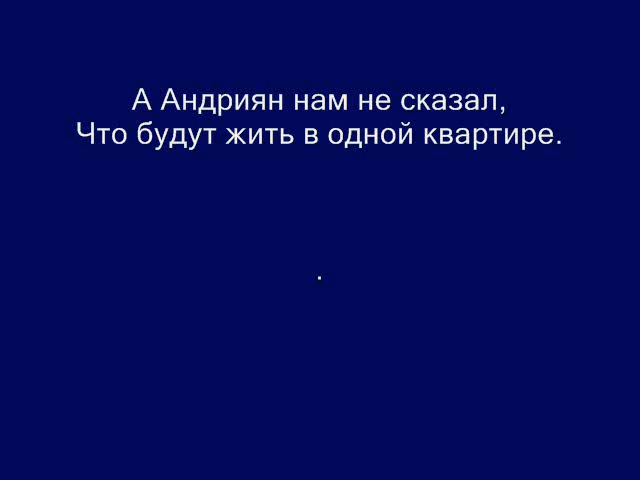 А Андриян нам не сказал,
Что будут жить в одной квартире.
.